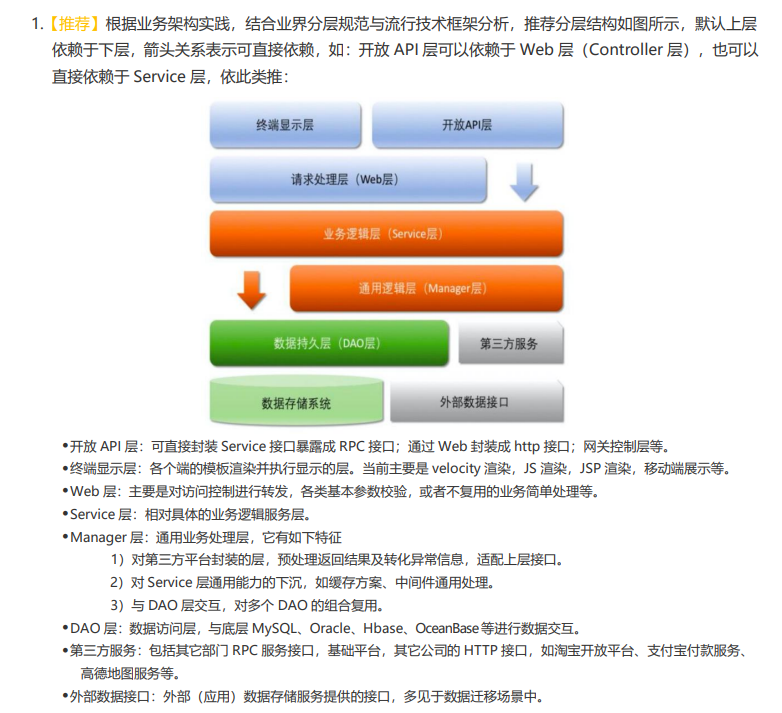 1.【推荐】根据业务架构实践，结合业界分层规范与流行技术框架分析，推荐分层结构如图所示，默认上层
依赖于下层，箭头关系表示可直接依赖，如：开放 API 层可以依赖于 Web 层（Controller 层），也可以
直接依赖于 Service 层，依此类推：
终端显示层
开放API层
请求处理层（Web层）
业务逻辑层（Service层）
通用逻辑层（Manager层）
数据持久层（DAO层）
第三方服务
数据存储系统
外部数据接口
•开放 API 层：可直接封装 Service 接口暴露成 RPC 接口；通过 Web 封装成 http 接口；网关控制层等。
•终端显示层：各个端的模板渲染并执行显示的层。当前主要是 velocity 渲染，JS 渲染，JSP 渲染，移动端展示等。
•Web 层：主要是对访问控制进行转发，各类基本参数校验，或者不复用的业务简单处理等。
•Service 层：相对具体的业务逻辑服务层。
•Manager 层：通用业务处理层，它有如下特征
1）对第三方平台封装的层，预处理返回结果及转化异常信息，适配上层接口。
2）对 Service 层通用能力的下沉，如缓存方案、中间件通用处理。
3）与 DAO 层交互，对多个 DAO 的组合复用。
•DAO 层：数据访问层，与底层 MySQL、Oracle、Hbase、OceanBase 等进行数据交互。
•第三方服务：包括其它部门 RPC 服务接口，基础平台，其它公司的 HTTP 接口，如淘宝开放平台、支付宝付款服务、
高德地图服务等。
•外部数据接口：外部（应用）数据存储服务提供的接口，多见于数据迁移场景中。